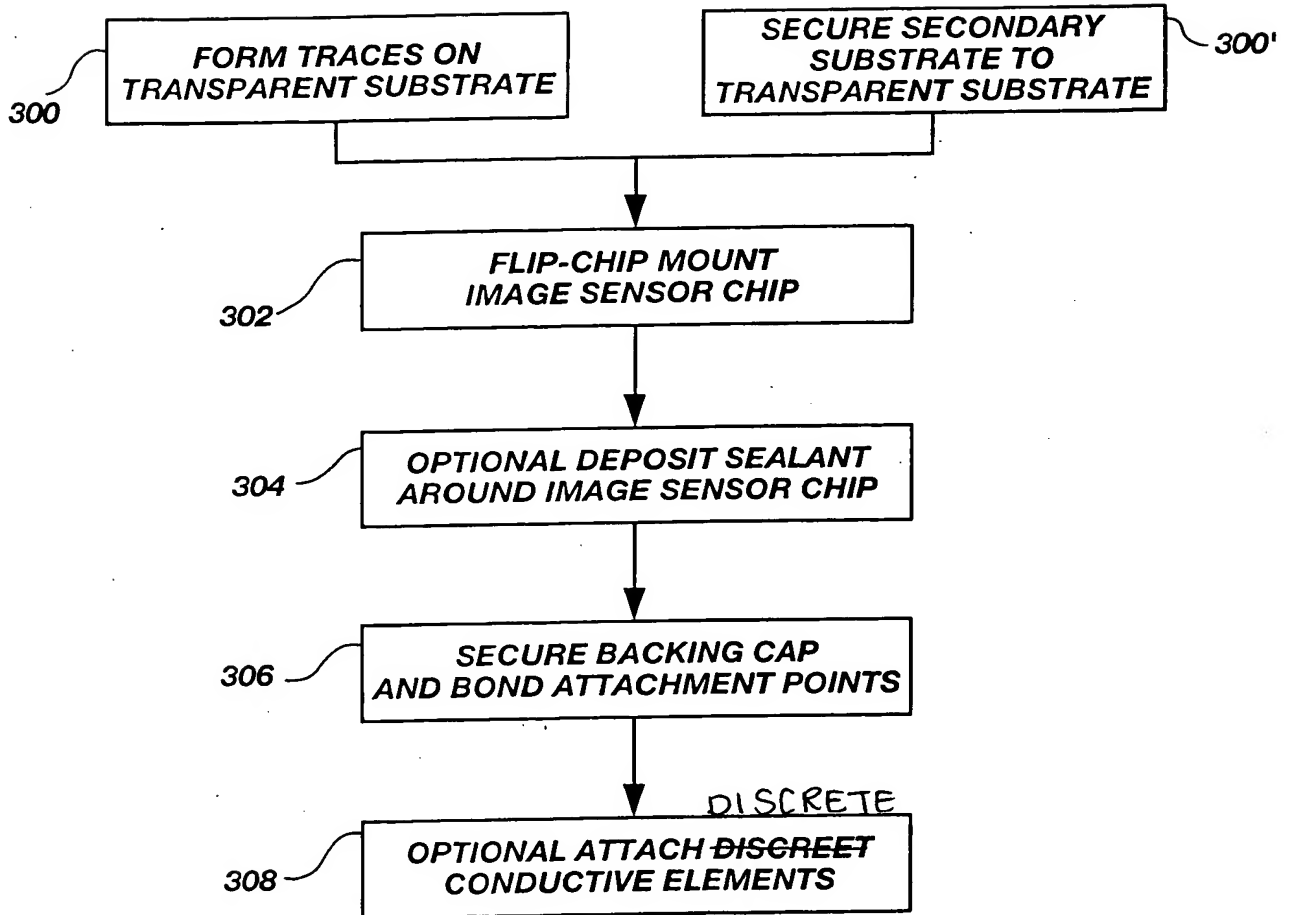 FORM TRACES ON
TRANSPARENT SUBSTRATE
300
SECURE SECONDARY
SUBSTRATE TO
TRANSPARENT SUBSTRATE
300'
FLIP-CHIP MOUNT
IMAGE SENSOR CHIP
302
OPTIONAL DEPOSIT SEALANT
AROUND IMAGE SENSOR CHIP
304
SECURE BACKING CAP
AND BOND ATTACHMENT POINTS
306
DISCRETE
OPTIONAL ATTACH DISCREET
CONDUCTIVE ELEMENTS
308